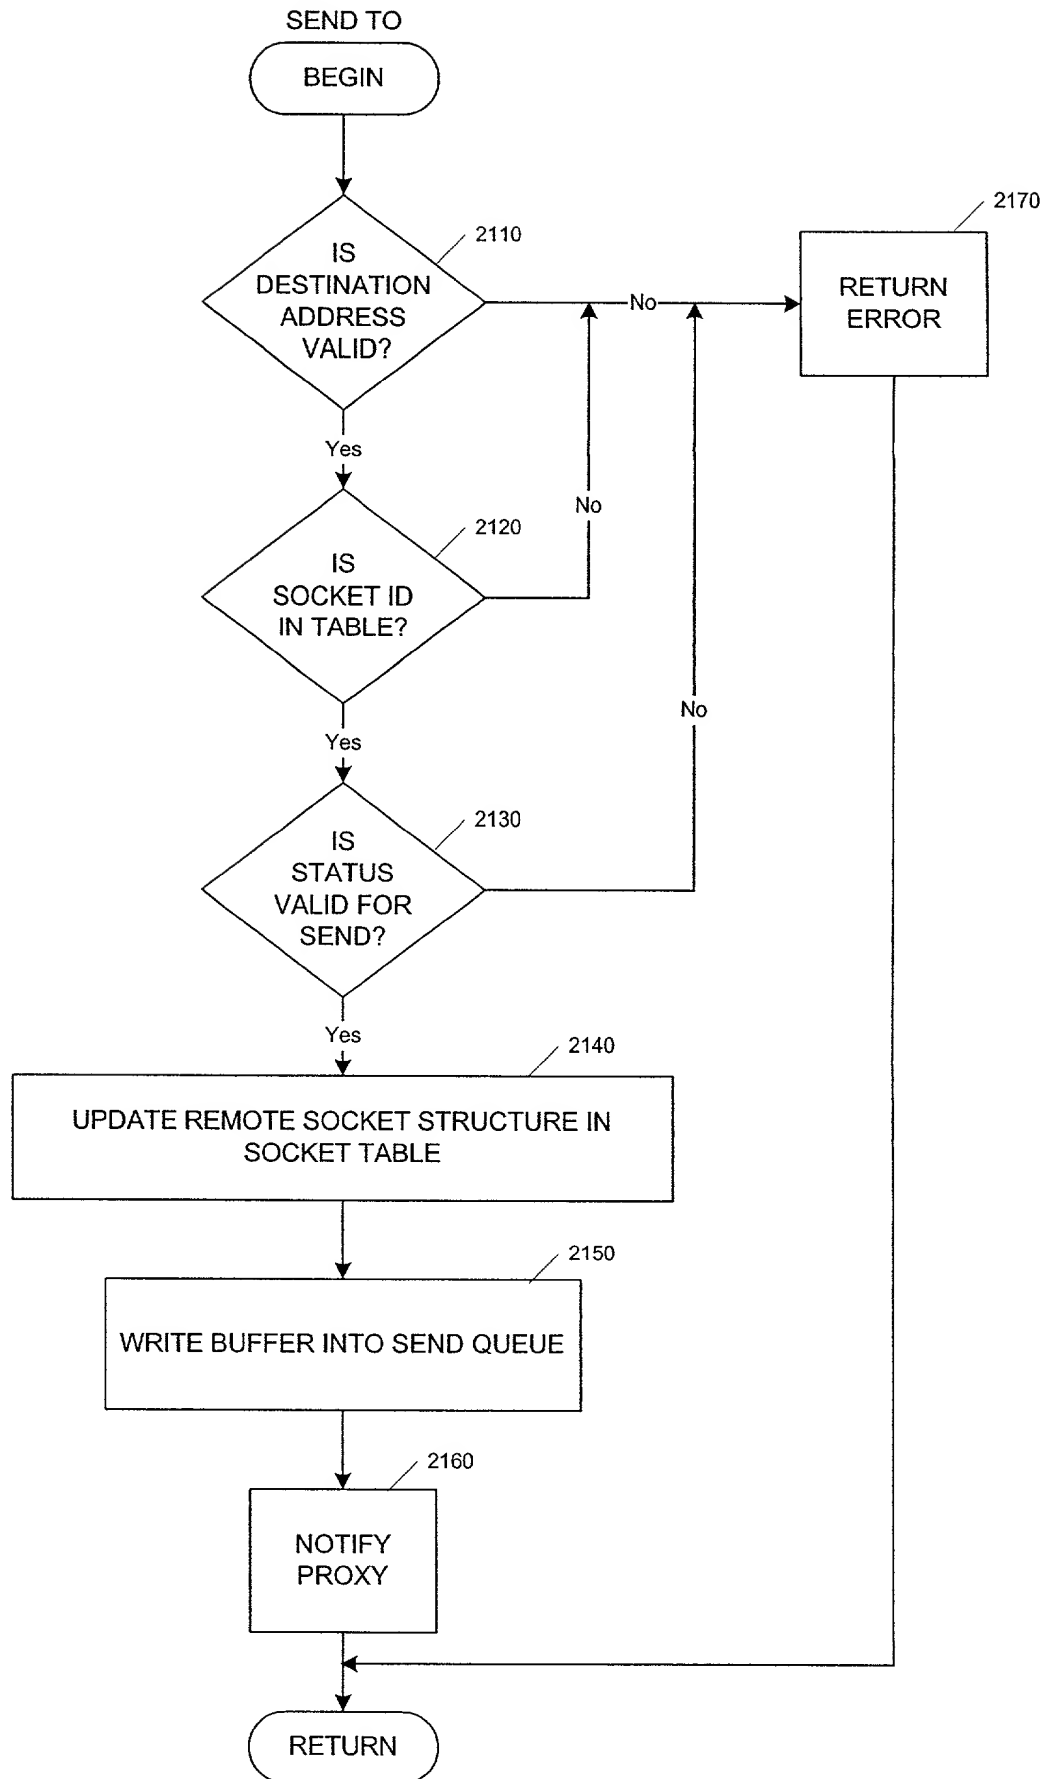 SEND TO
BEGIN
2110
IS
DESTINATION
ADDRESS
VALID?
No
2170
RETURN
ERROR
Yes
No
2120
IS
SOCKET ID
IN TABLE?
Yes
No
2130
IS
STATUS
VALID FOR
SEND?
Yes
2140
UPDATE REMOTE SOCKET STRUCTURE IN
SOCKET TABLE
2150
WRITE BUFFER INTO SEND QUEUE
2160
NOTIFY
PROXY
RETURN